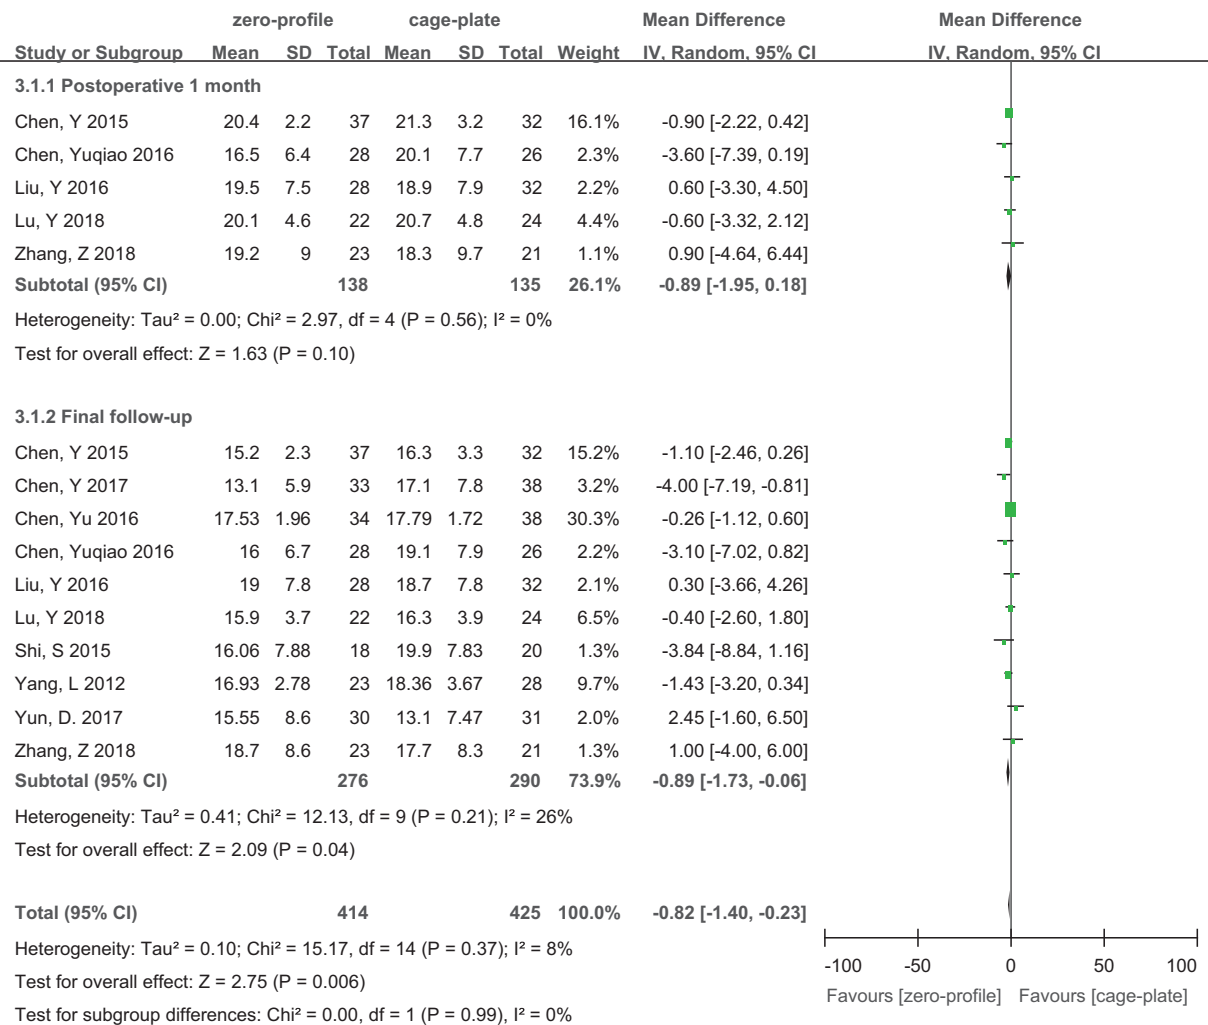 zero-profile cage-plate Mean Difference Mean Difference
Study or Subgroup Mean SD Total Mean SD Total Weight IV, Random, 95% CI IV, Random, 95% CI
3.1.1 Postoperative 1 month
Chen, Y 2015 20.4 2.2 37 21.3 3.2 32 16.1% -0.90 [-2.22, 0.42]
Chen, Yuqiao 2016 16.5 6.4 28 20.1 7.7 26 2.3% -3.60 [-7.39, 0.19]
Liu, Y 2016 19.5 7.5 28 18.9 7.9 32 2.2% 0.60 [-3.30, 4.50]
Lu, Y 2018 20.1 4.6 22 20.7 4.8 24 4.4% -0.60 [-3.32, 2.12]
Zhang, Z 2018 19.2 9 23 18.3 9.7 21 1.1% 0.90 [-4.64, 6.44]
Subtotal (95% CI) 138 135 26.1% -0.89 [-1.95, 0.18]
Heterogeneity: Tau² = 0.00; Chi² = 2.97, df = 4 (P = 0.56); I² = 0%
Test for overall effect: Z = 1.63 (P = 0.10)
3.1.2 Final follow-up
Chen, Y 2015 15.2 2.3 37 16.3 3.3 32 15.2% -1.10 [-2.46, 0.26]
Chen, Y 2017 13.1 5.9 33 17.1 7.8 38 3.2% -4.00 [-7.19, -0.81]
Chen, Yu 2016 17.53 1.96 34 17.79 1.72 38 30.3% -0.26 [-1.12, 0.60]
Chen, Yuqiao 2016 16 6.7 28 19.1 7.9 26 2.2% -3.10 [-7.02, 0.82]
Liu, Y 2016 19 7.8 28 18.7 7.8 32 2.1% 0.30 [-3.66, 4.26]
Lu, Y 2018 15.9 3.7 22 16.3 3.9 24 6.5% -0.40 [-2.60, 1.80]
Shi, S 2015 16.06 7.88 18 19.9 7.83 20 1.3% -3.84 [-8.84, 1.16]
Yang, L 2012 16.93 2.78 23 18.36 3.67 28 9.7% -1.43 [-3.20, 0.34]
Yun, D. 2017 15.55 8.6 30 13.1 7.47 31 2.0% 2.45 [-1.60, 6.50]
Zhang, Z 2018 18.7 8.6 23 17.7 8.3 21 1.3% 1.00 [-4.00, 6.00]
Subtotal (95% CI) 276 290 73.9% -0.89 [-1.73, -0.06]
Heterogeneity: Tau² = 0.41; Chi² = 12.13, df = 9 (P = 0.21); I² = 26%
Test for overall effect: Z = 2.09 (P = 0.04)
Total (95% CI) 414 425 100.0% -0.82 [-1.40, -0.23]
Heterogeneity: Tau² = 0.10; Chi² = 15.17, df = 14 (P = 0.37); I² = 8%
Test for overall effect: Z = 2.75 (P = 0.006)
Test for subgroup differences: Chi² = 0.00, df = 1 (P = 0.99), I² = 0%
-100 -50 0 50 100
Favours [zero-profile] Favours [cage-plate]